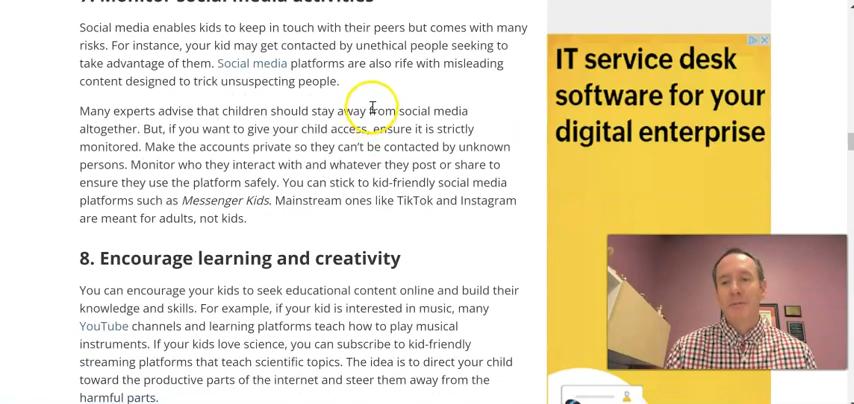 7. Monitor social media activities
Social media enables kids to keep in touch with their peers but comes with many
risks. For instance, your kid may get contacted by unethical people seeking to
take advantage of them. Social media platforms are also rife with misleading
content designed to trick unsuspecting people.
Many experts advise that children should stay away from social media
altogether. But, if you want to give your child access, ensure it is strictly
monitored. Make the accounts private so they can’t be contacted by unknown
persons. Monitor who they interact with and whatever they post or share to
ensure they use the platform safely. You can stick to kid-friendly social media
platforms such as Messenger Kids. Mainstream ones like TikTok and Instagram
are meant for adults, not kids.
8. Encourage learning and creativity
You can encourage your kids to seek educational content online and build their
knowledge and skills. For example, if your kid is interested in music, many
YouTube channels and learning platforms teach how to play musical
instruments. If your kids love science, you can subscribe to kid-friendly
streaming platforms that teach scientific topics. The idea is to direct your child
toward the productive parts of the internet and steer them away from the
harmful parts.
IT service desk
software for your
digital enterprise